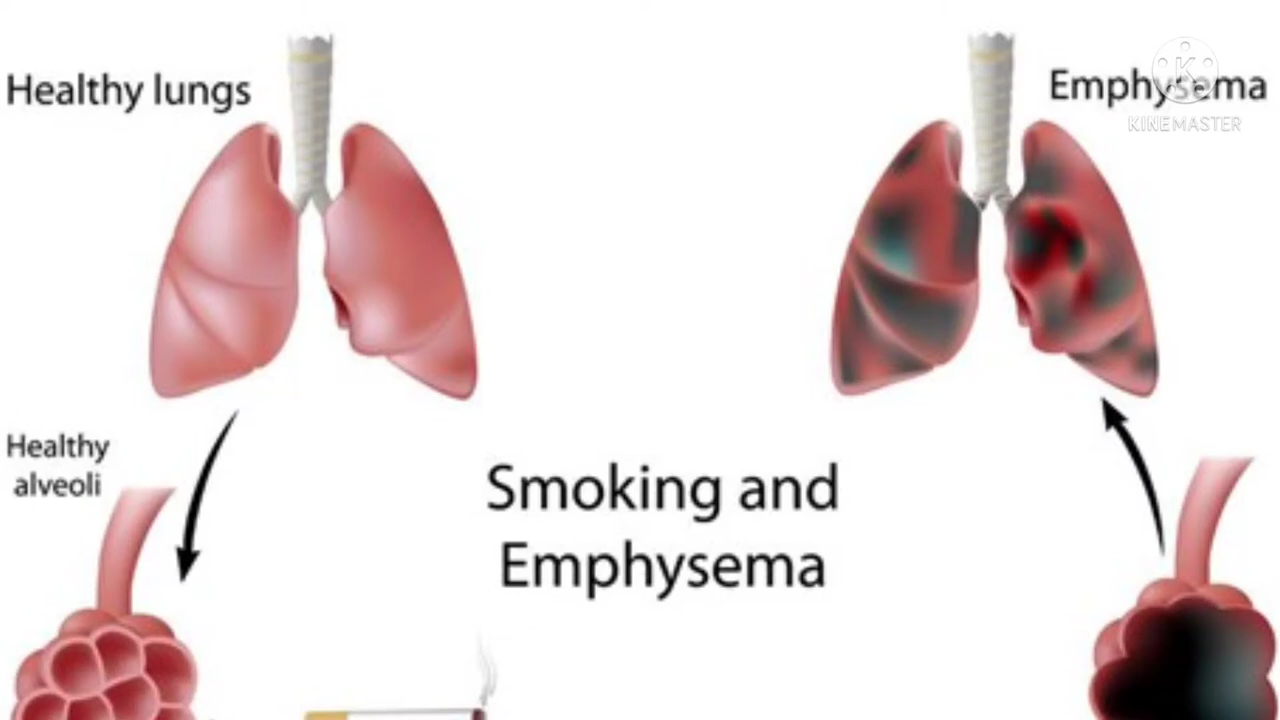 Healthy lungs
Emphysema
K
KINEMASTER
Healthy
alveoli
Smoking and
Emphysema